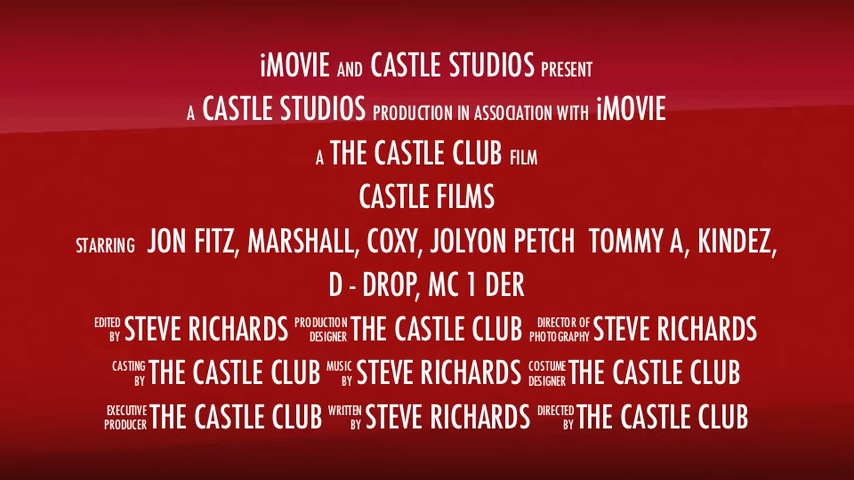 iMOVIE AND CASTLE STUDIOS PRESENT
A CASTLE STUDIOS PRODUCTION IN ASSOCIATION WITH iMOVIE
A THE CASTLE CLUB FILM
CASTLE FILMS
STARRING JON FITZ, MARSHALL, COXY, JOLYON PETCH TOMMY A, KINDEZ,
D - DROP, MC 1 DER
EDITED BY STEVE RICHARDS PRODUCTION DESIGNER THE CASTLE CLUB DIRECTOR OF PHOTOGRAPHY STEVE RICHARDS
CASTING BY THE CASTLE CLUB MUSIC BY STEVE RICHARDS COSTUME DESIGNER THE CASTLE CLUB
EXECUTIVE PRODUCER THE CASTLE CLUB WRITTEN BY STEVE RICHARDS DIRECTED BY THE CASTLE CLUB